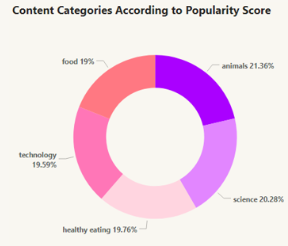 Content Categories According to Popularity Score
food 19%
animals 21.36%
technology
19.59%
science 20.28%
healthy eating 19.76%